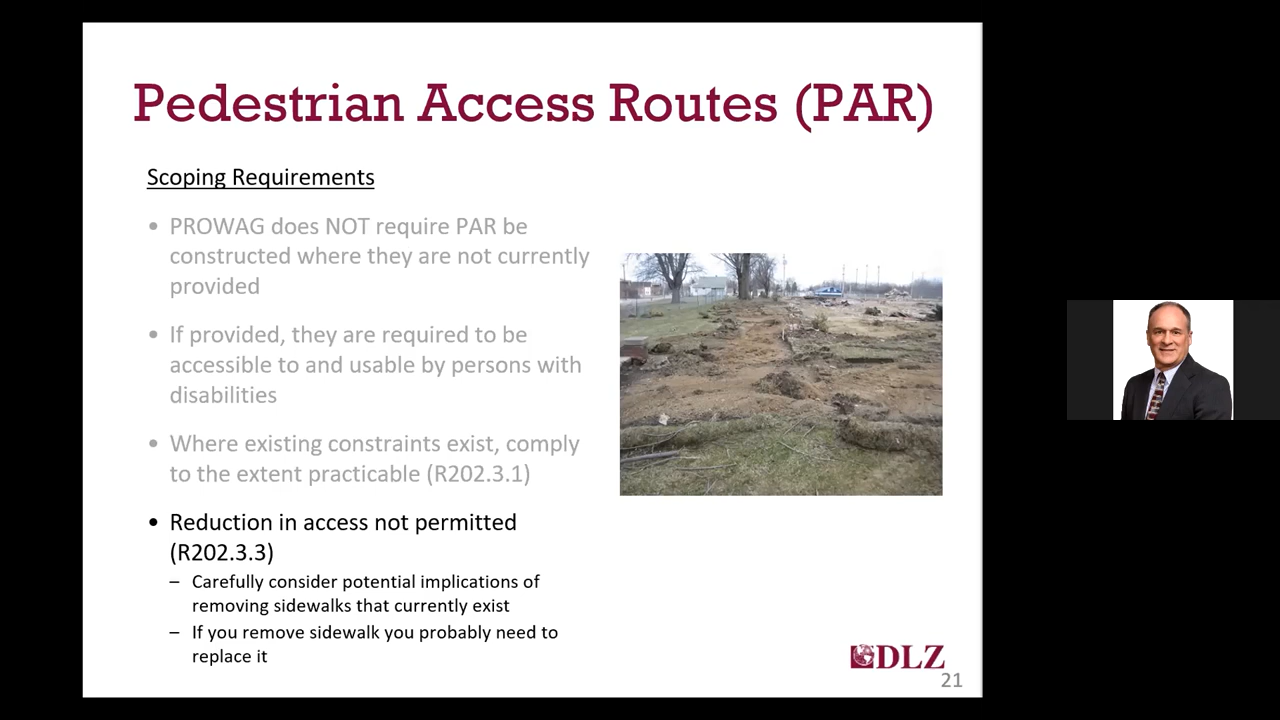 Pedestrian Access Routes (PAR)
Scoping Requirements
• PROWAG does NOT require PAR be
constructed where they are not currently
provided
• If provided, they are required to be
accessible to and usable by persons with
disabilities
• Where existing constraints exist, comply
to the extent practicable (R202.3.1)
• Reduction in access not permitted
(R202.3.3)
– Carefully consider potential implications of
removing sidewalks that currently exist
– If you remove sidewalk you probably need to
replace it
DLZ
21